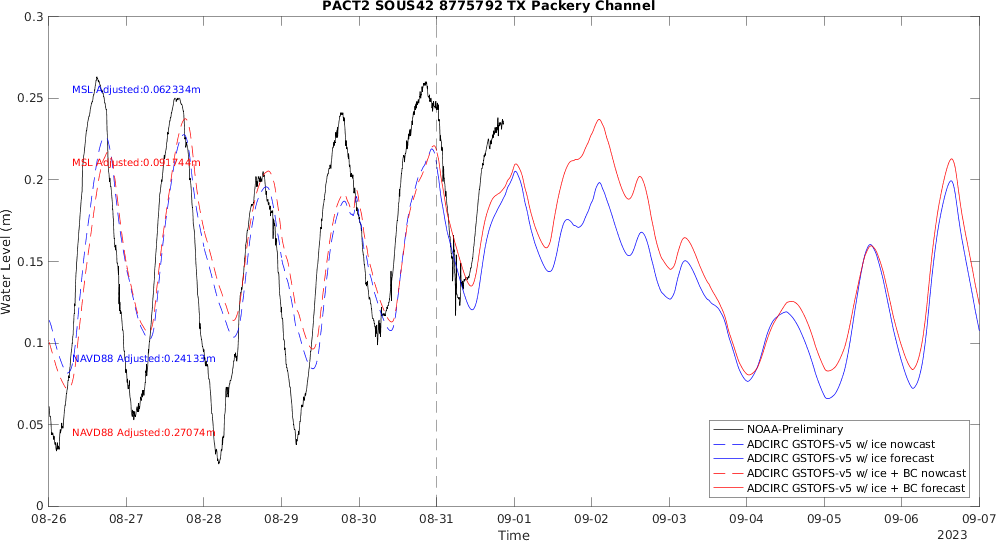 PACT2 SOUS42 8775792 TX Packery Channel
0.3
0.25
0.2
0.15
0.1
0.05
0
Water Level (m)
MSL Adjusted:0.062334m
MSL Adjusted:0.091744m
NAVD88 Adjusted:0.24133m
NAVD88 Adjusted:0.27074m
NOAA-Preliminary
ADCIRC GSTOFS-v5 w/ ice nowcast
ADCIRC GSTOFS-v5 w/ ice forecast
ADCIRC GSTOFS-v5 w/ ice + BC nowcast
ADCIRC GSTOFS-v5 w/ ice + BC forecast
08-26 08-27 08-28 08-29 08-30 08-31 09-01 09-02 09-03 09-04 09-05 09-06 09-07
Time
2023